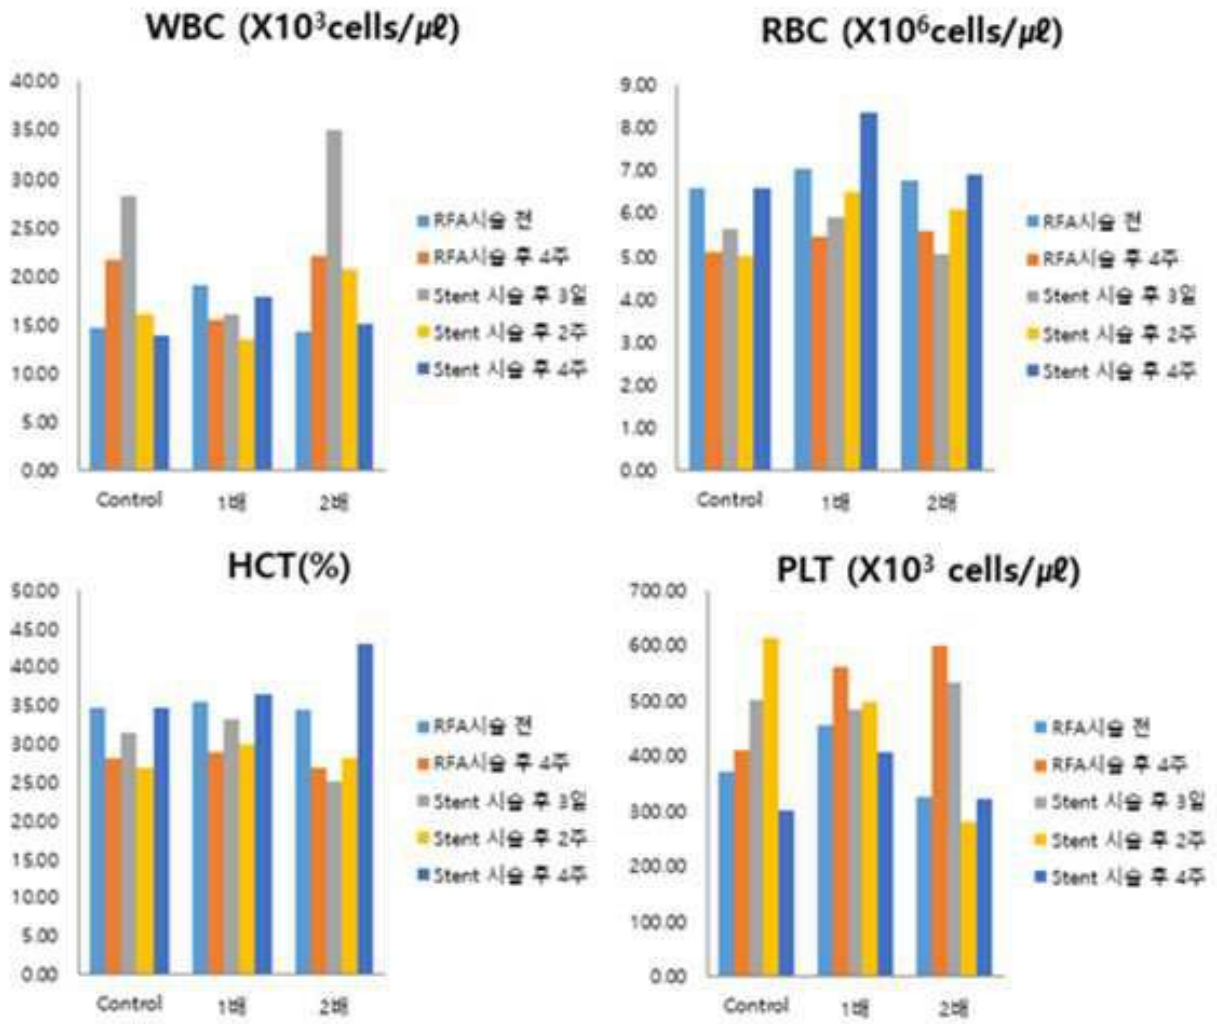 WBC (X10³cells/㎕)
40.00
35.00
30.00
25.00
20.00
15.00
10.00
5.00
0.00
Control 1배 2배
RFA시술 전
RFA시술 후 4주
Stent 시술 후 3일
Stent 시술 후 2주
Stent 시술 후 4주
RBC (X10⁶cells/㎕)
9.00
8.00
7.00
6.00
5.00
4.00
3.00
2.00
1.00
0.00
Control 1배 2배
RFA시술 전
RFA시술 후 4주
Stent 시술 후 3일
Stent 시술 후 2주
Stent 시술 후 4주
HCT(%)
50.00
45.00
40.00
35.00
30.00
25.00
20.00
15.00
10.00
5.00
0.00
Control 1배 2배
RFA시술 전
RFA시술 후 4주
Stent 시술 후 3일
Stent 시술 후 2주
Stent 시술 후 4주
PLT (X10³ cells/㎕)
700.00
600.00
500.00
400.00
300.00
200.00
100.00
0.00
Control 1배 2배
RFA시술 전
RFA시술 후 4주
Stent 시술 후 3일
Stent 시술 후 2주
Stent 시술 후 4주